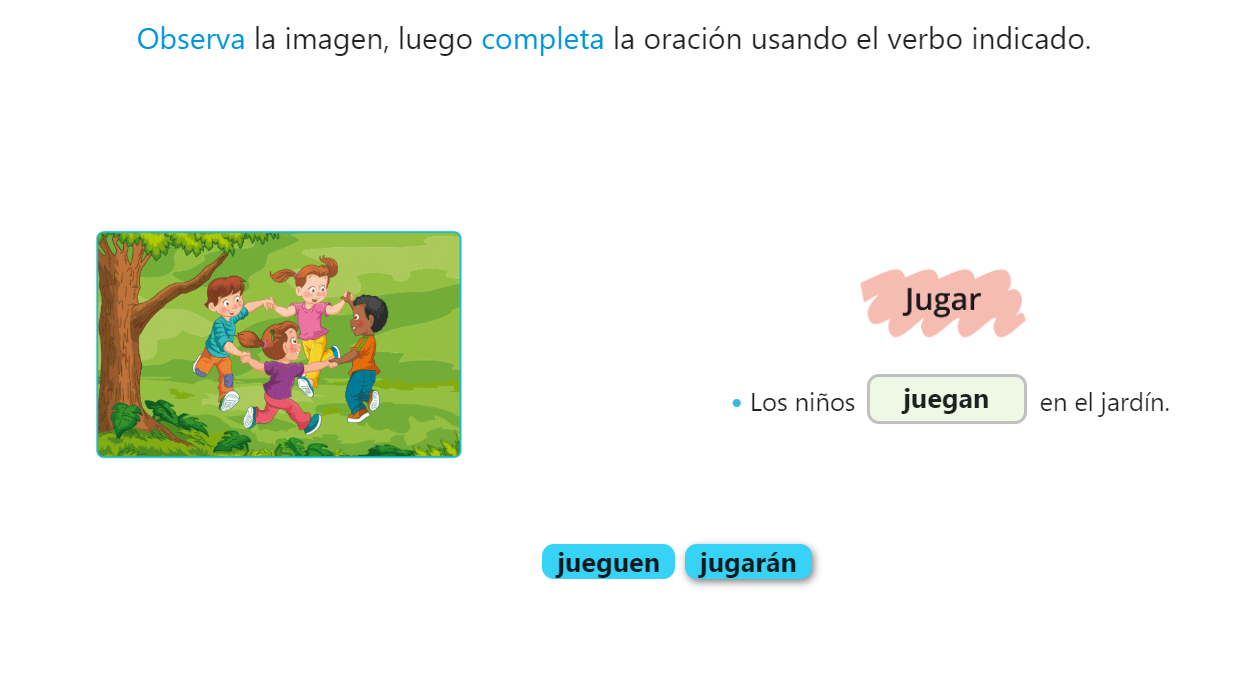 Observa la imagen, luego completa la oración usando el verbo indicado.
Jugar
• Los niños juegan en el jardín.
jueguen jugarán